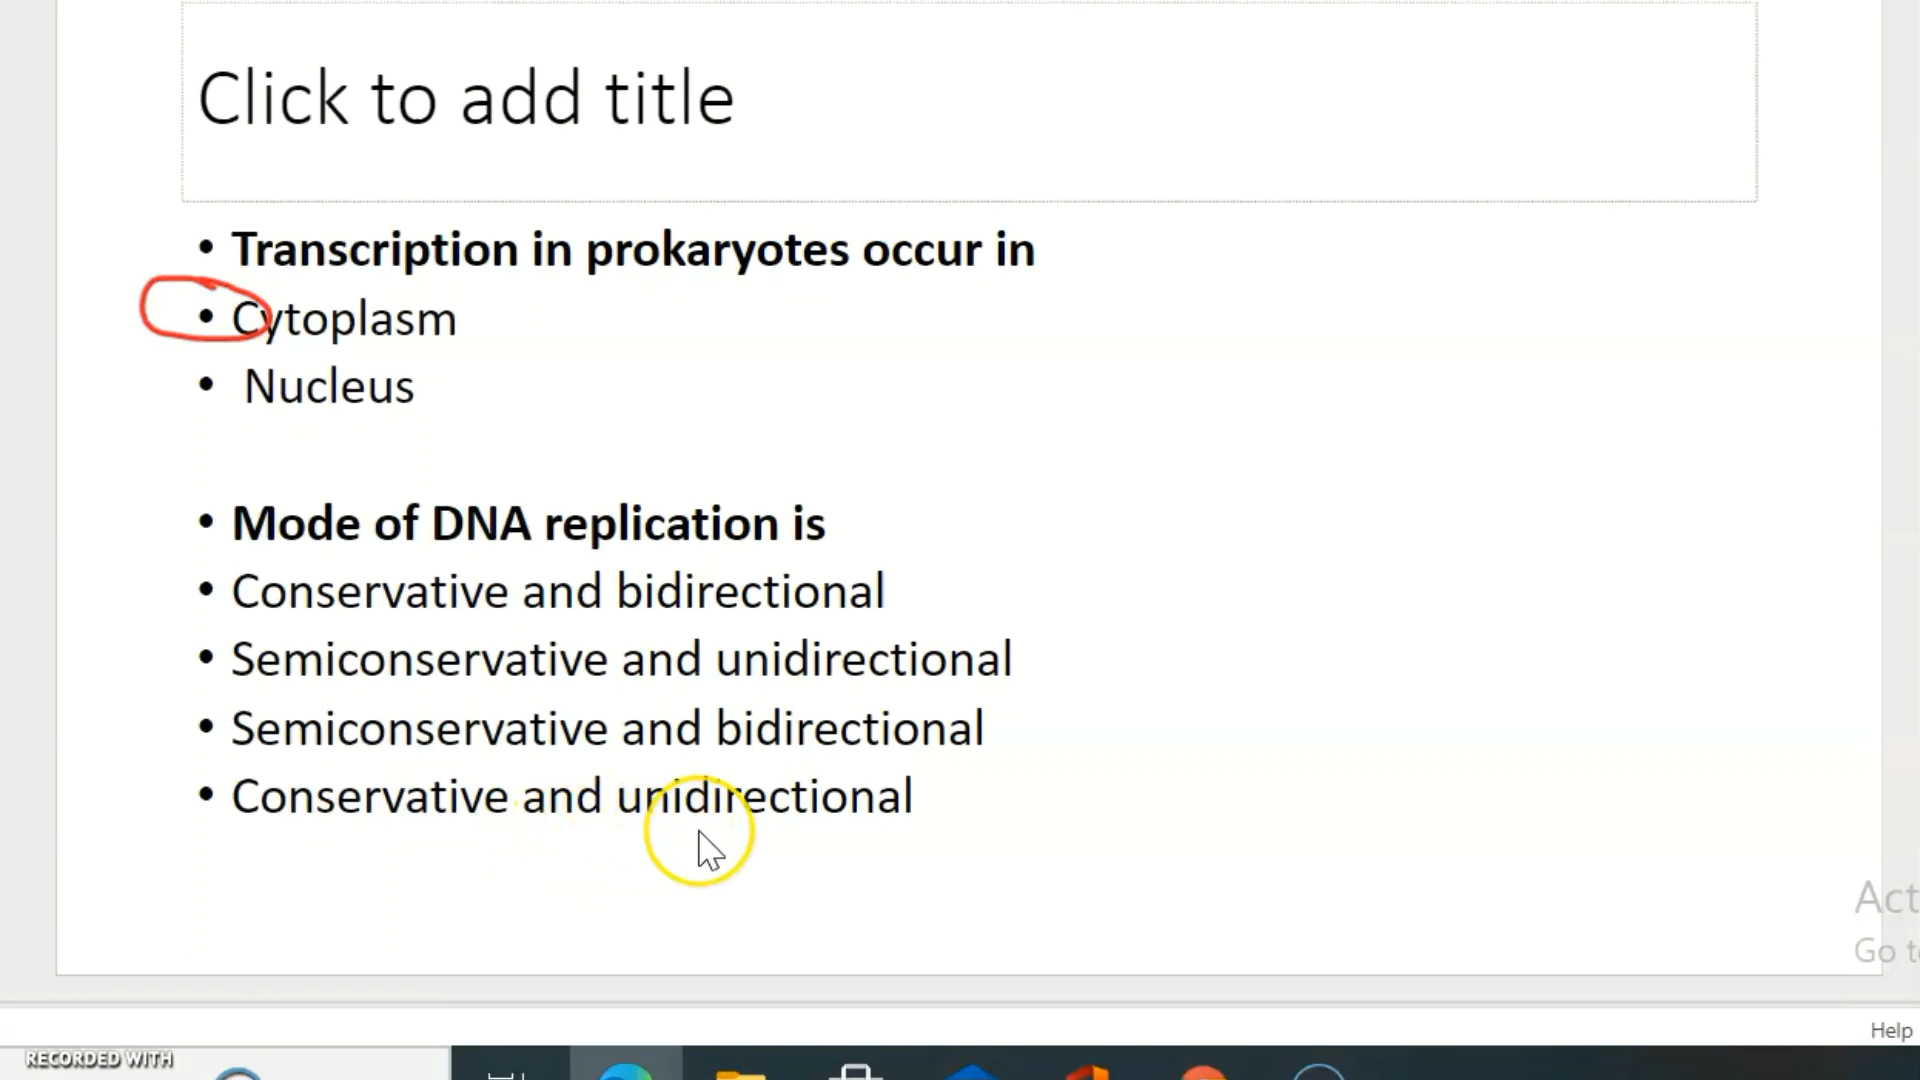 Click to add title
• Transcription in prokaryotes occur in
• Cytoplasm
• Nucleus
• Mode of DNA replication is
• Conservative and bidirectional
• Semiconservative and unidirectional
• Semiconservative and bidirectional
• Conservative and unidirectional
Act
Go t
Help
RECORDED WITH